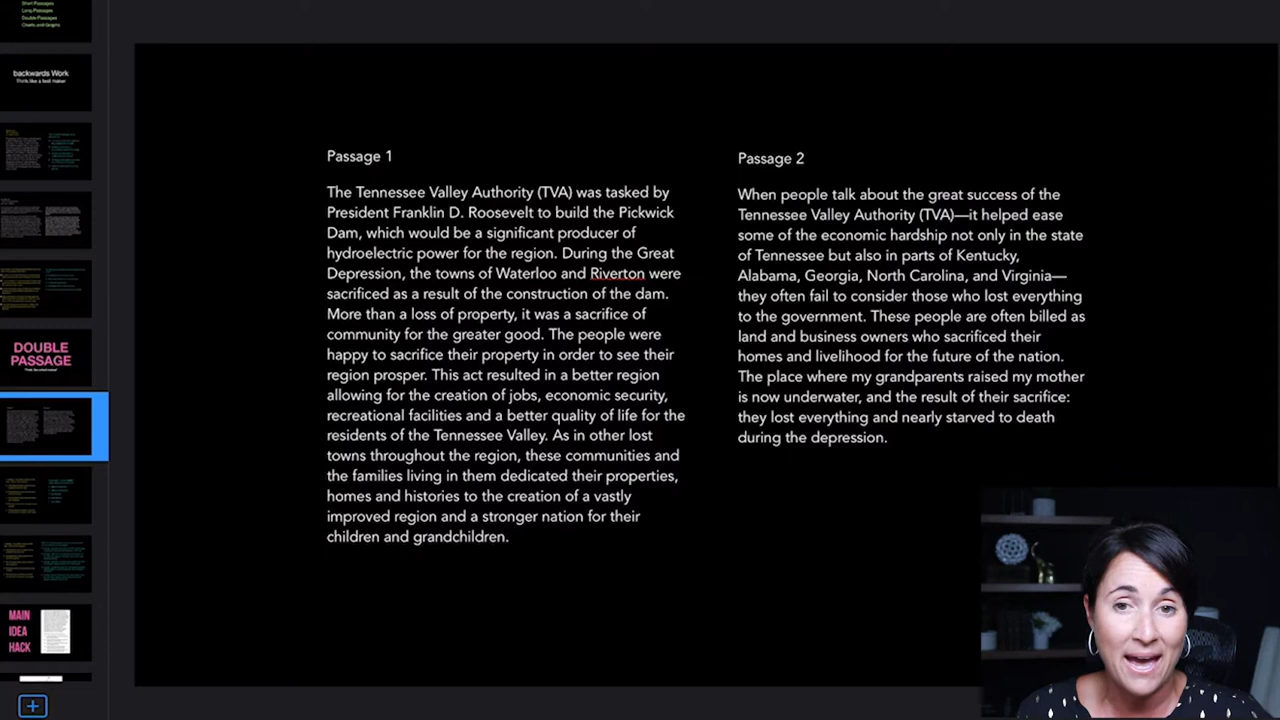 Short Passages
Long Passages
Double Passages
Charts and Graphs
backwards Work
Think like a test maker
DOUBLE
PASSAGE
MAIN
IDEA
HACK
Passage 1
The Tennessee Valley Authority (TVA) was tasked by
President Franklin D. Roosevelt to build the Pickwick
Dam, which would be a significant producer of
hydroelectric power for the region. During the Great
Depression, the towns of Waterloo and Riverton were
sacrificed as a result of the construction of the dam.
More than a loss of property, it was a sacrifice of
community for the greater good. The people were
happy to sacrifice their property in order to see their
region prosper. This act resulted in a better region
allowing for the creation of jobs, economic security,
recreational facilities and a better quality of life for the
residents of the Tennessee Valley. As in other lost
towns throughout the region, these communities and
the families living in them dedicated their properties,
homes and histories to the creation of a vastly
improved region and a stronger nation for their
children and grandchildren.
Passage 2
When people talk about the great success of the
Tennessee Valley Authority (TVA)—it helped ease
some of the economic hardship not only in the state
of Tennessee but also in parts of Kentucky,
Alabama, Georgia, North Carolina, and Virginia—
they often fail to consider those who lost everything
to the government. These people are often billed as
land and business owners who sacrificed their
homes and livelihood for the future of the nation.
The place where my grandparents raised my mother
is now underwater, and the result of their sacrifice:
they lost everything and nearly starved to death
during the depression.